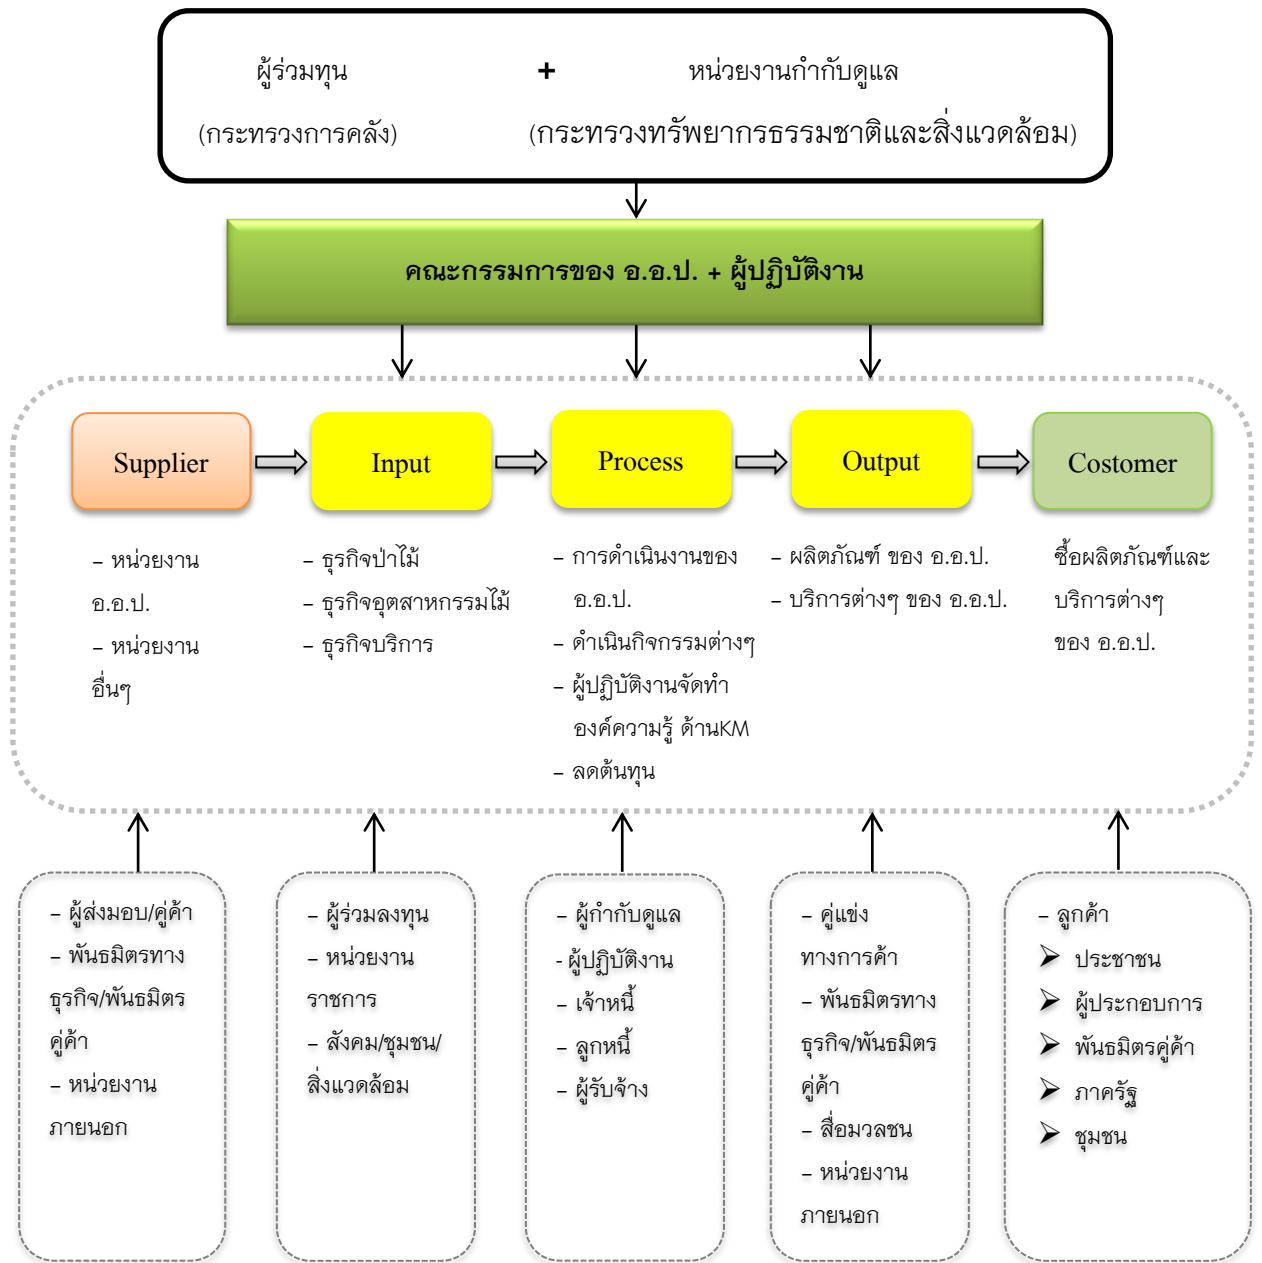 ผู้ร่วมทุน + หน่วยงานกำกับดูแล
(กระทรวงการคลัง) (กระทรวงทรัพยากรธรรมชาติและสิ่งแวดล้อม)
คณะกรรมการของ อ.อ.ป. + ผู้ปฏิบัติงาน
Supplier
Input
Process
Output
Costomer
– หน่วยงาน
อ.อ.ป.
– หน่วยงาน
อื่นๆ
– ธุรกิจป่าไม้
– ธุรกิจอุตสาหกรรมไม้
– ธุรกิจบริการ
– การดำเนินงานของ
อ.อ.ป.
– ดำเนินกิจกรรมต่างๆ
– ผู้ปฏิบัติงานจัดทำ
องค์ความรู้ ด้านKM
– ลดต้นทุน
– ผลิตภัณฑ์ ของ อ.อ.ป.
– บริการต่างๆ ของ อ.อ.ป.
ซื้อผลิตภัณฑ์และ
บริการต่างๆ
ของ อ.อ.ป.
– ผู้ส่งมอบ/คู่ค้า
– พันธมิตรทาง
ธุรกิจ/พันธมิตร
คู่ค้า
– หน่วยงาน
ภายนอก
– ผู้ร่วมลงทุน
– หน่วยงาน
ราชการ
– สังคม/ชุมชน/
สิ่งแวดล้อม
– ผู้กำกับดูแล
- ผู้ปฏิบัติงาน
– เจ้าหนี้
– ลูกหนี้
– ผู้รับจ้าง
– คู่แข่ง
ทางการค้า
– พันธมิตรทาง
ธุรกิจ/พันธมิตร
คู่ค้า
– สื่อมวลชน
– หน่วยงาน
ภายนอก
– ลูกค้า
➢ ประชาชน
➢ ผู้ประกอบการ
➢ พันธมิตรคู่ค้า
➢ ภาครัฐ
➢ ชุมชน